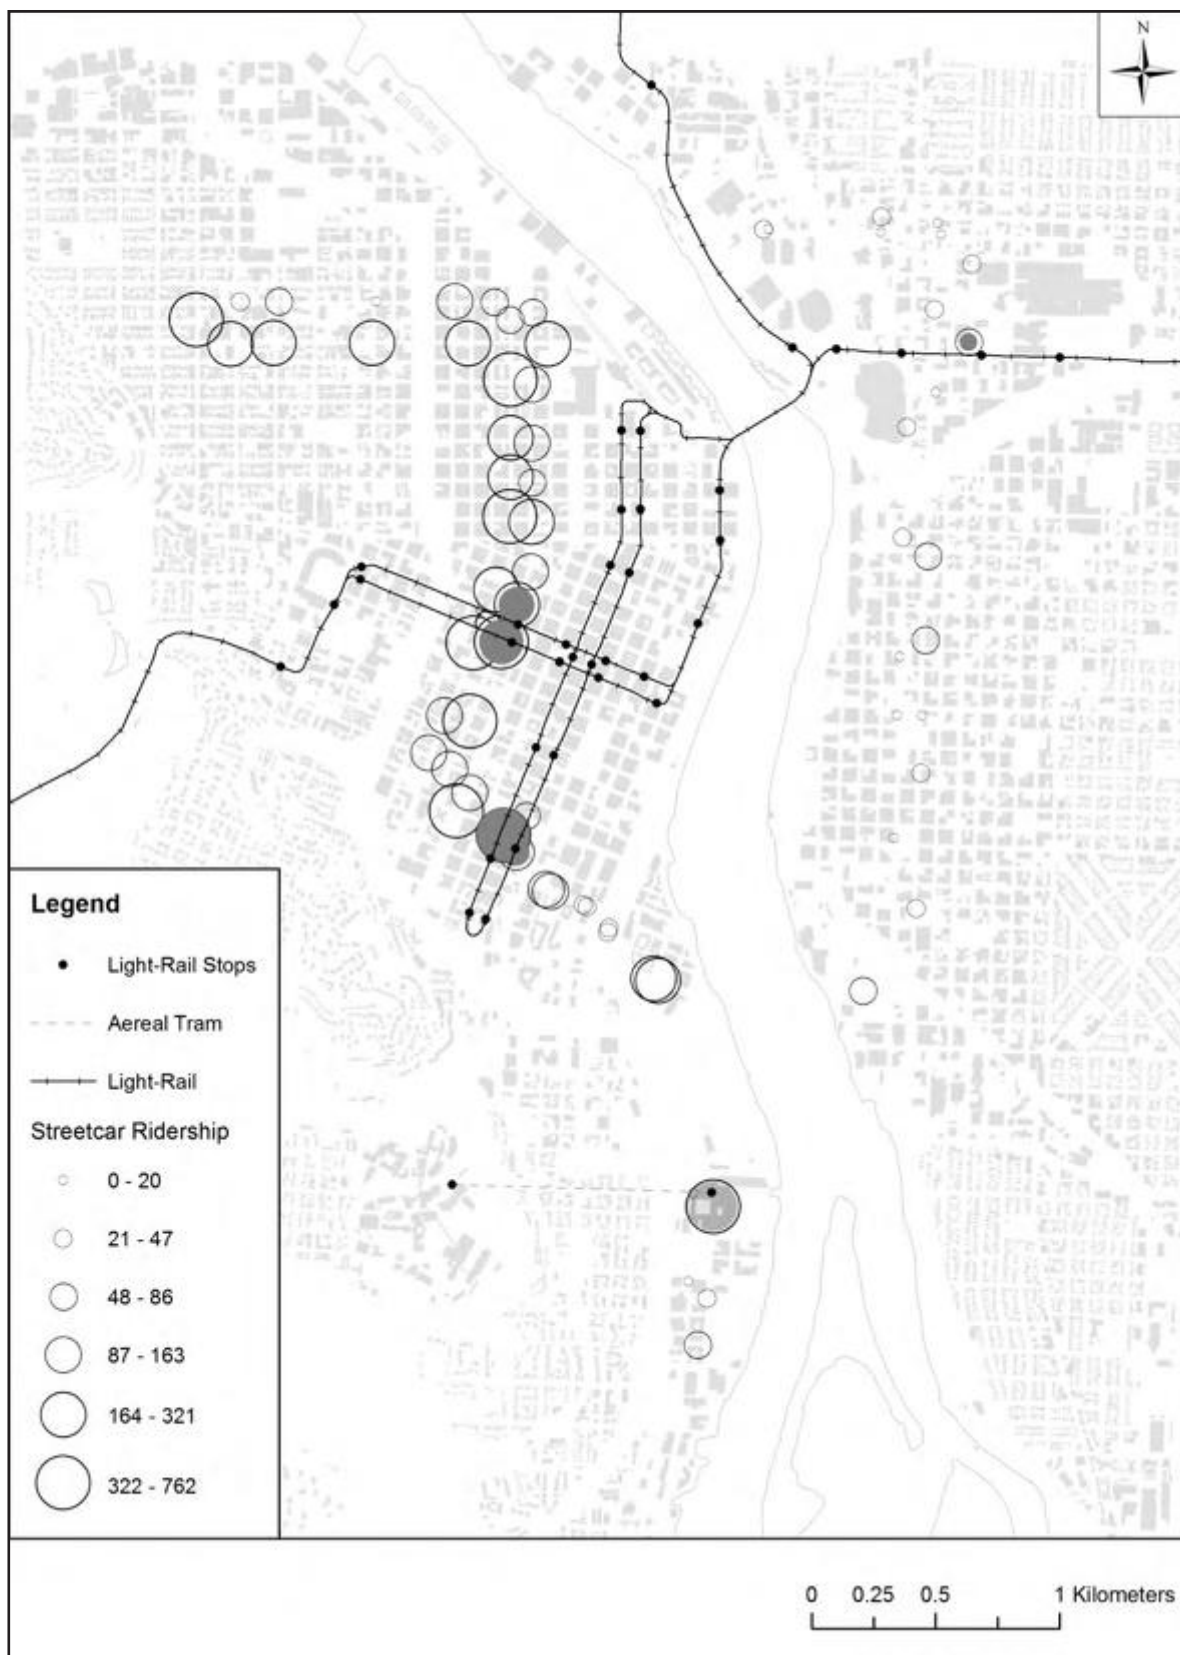 N
Legend
Light-Rail Stops
Aereal Tram
Light-Rail
Streetcar Ridership
0 - 20
21 - 47
48 - 86
87 - 163
164 - 321
322 - 762
0 0.25 0.5 1 Kilometers